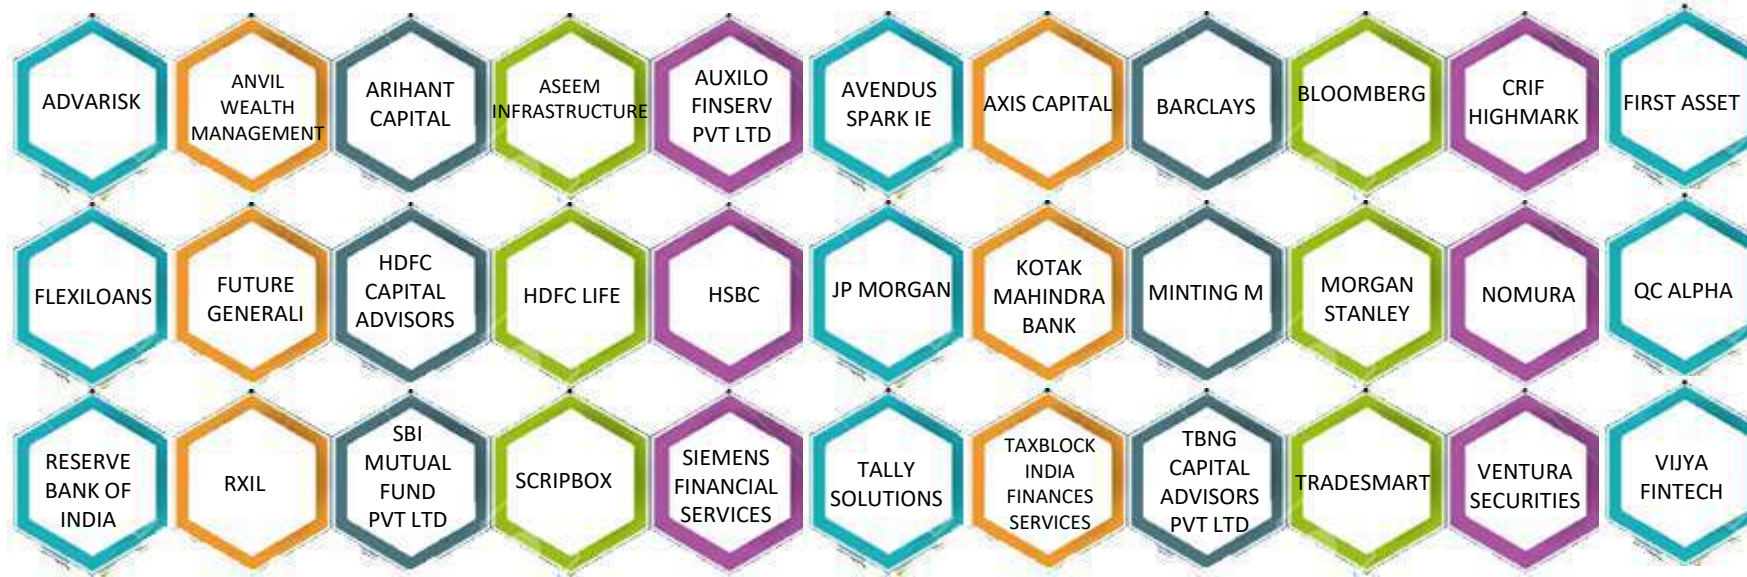 ADVARISK
ANVIL
WEALTH
MANAGEMENT
ARIHANT
CAPITAL
ASEEM
INFRASTRUCTURE
AUXILO
FINSERV
PVT LTD
AVENDUS
SPARK IE
AXIS CAPITAL
BARCLAYS
BLOOMBERG
CRIF
HIGHMARK
FIRST ASSET
FLEXILOANS
FUTURE
GENERALI
HDFC
CAPITAL
ADVISORS
HDFC LIFE
HSBC
JP MORGAN
KOTAK
MAHINDRA
BANK
MINTING M
MORGAN
STANLEY
NOMURA
QC ALPHA
RESERVE
BANK OF
INDIA
RXIL
SBI
MUTUAL
FUND
PVT LTD
SCRIPBOX
SIEMENS
FINANCIAL
SERVICES
TALLY
SOLUTIONS
TAXBLOCK
INDIA
FINANCES
SERVICES
TBNG
CAPITAL
ADVISORS
PVT LTD
TRADESMART
VENTURA
SECURITIES
VIJYA
FINTECH